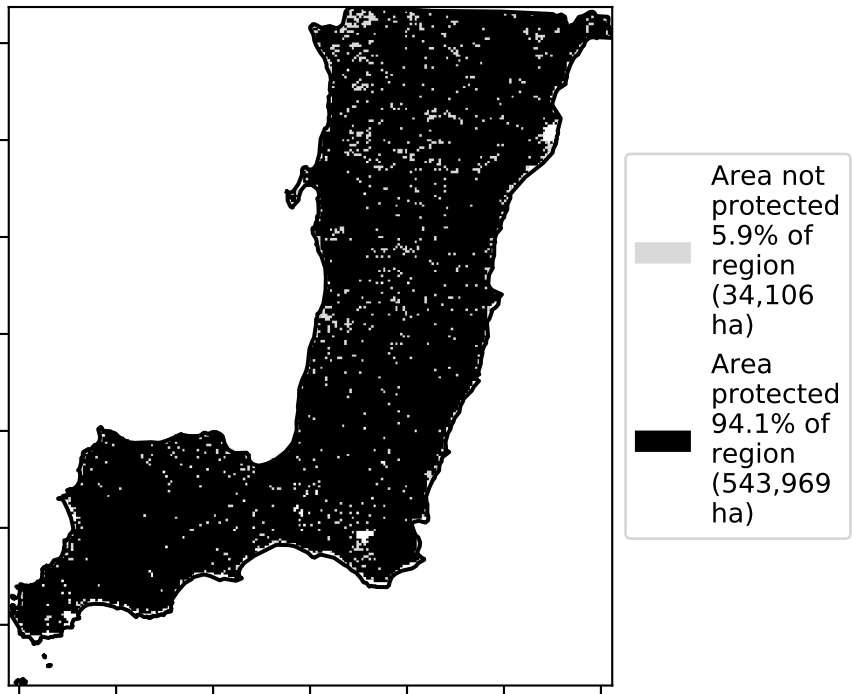 Area not
protected
5.9% of
region
(34,106
ha)
Area
protected
94.1% of
region
(543,969
ha)